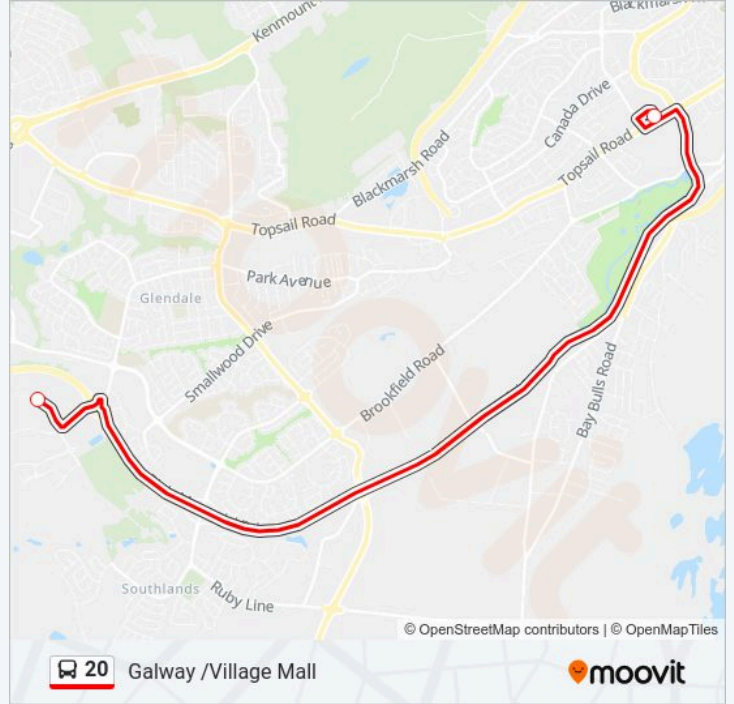 Kenmount
Blackmarsh R
Canada Drive
Blackmarsh Road
Topsail Road
Topsail Road
Park Avenue
Glendale
Smallwood Drive
Brookfield Road
Bay Bulls Road
Southlands
Ruby Line
© OpenStreetMap contributors | © OpenMapTiles
20 Galway /Village Mall
moovit